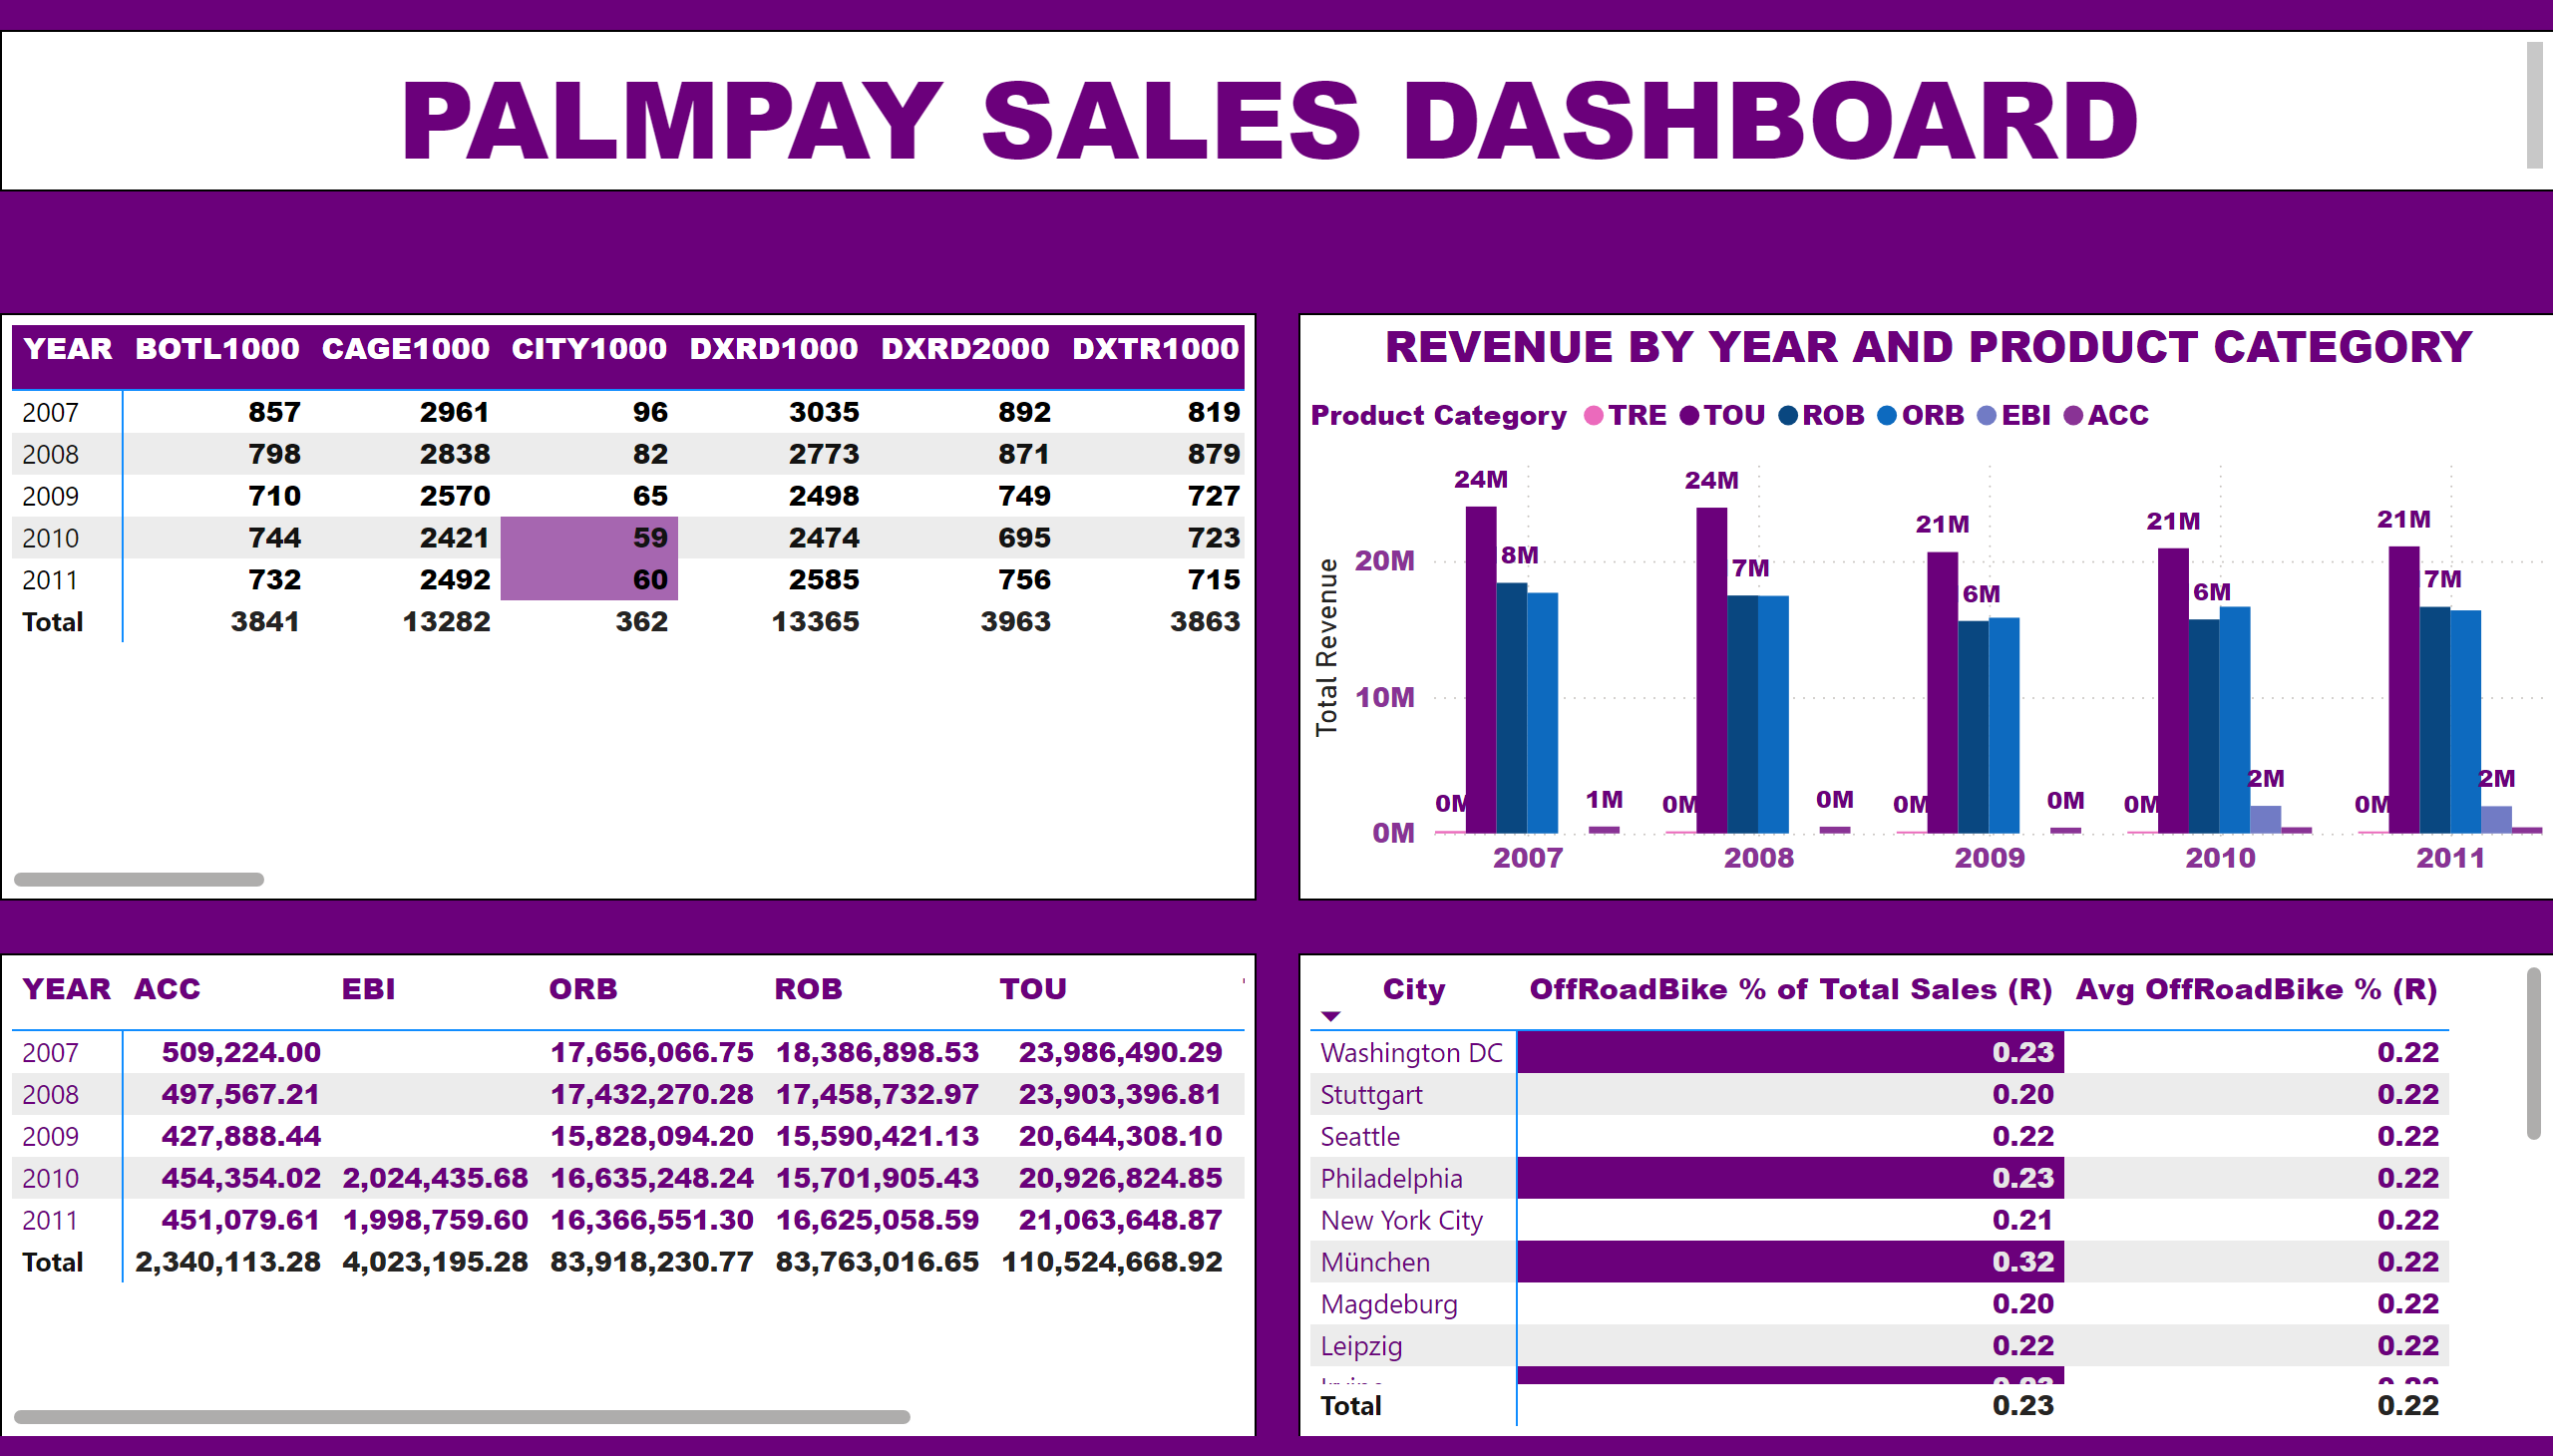 PALMPAY SALES DASHBOARD
YEAR BOTL1000 CAGE1000 CITY1000 DXRD1000 DXRD2000 DXTR1000
2007 857 2961 96 3035 892 819
2008 798 2838 82 2773 871 879
2009 710 2570 65 2498 749 727
2010 744 2421 59 2474 695 723
2011 732 2492 60 2585 756 715
Total 3841 13282 362 13365 3963 3863
REVENUE BY YEAR AND PRODUCT CATEGORY
Product Category TRE TOU ROB ORB EBI ACC
Total Revenue
20M
10M
0M
24M 8M 0M 1M
24M 7M 0M 0M
21M 6M 0M 0M
21M 6M 0M 2M
21M 7M 0M 2M
2007 2008 2009 2010 2011
YEAR ACC EBI ORB ROB TOU
2007 509,224.00 17,656,066.75 18,386,898.53 23,986,490.29
2008 497,567.21 17,432,270.28 17,458,732.97 23,903,396.81
2009 427,888.44 15,828,094.20 15,590,421.13 20,644,308.10
2010 454,354.02 2,024,435.68 16,635,248.24 15,701,905.43 20,926,824.85
2011 451,079.61 1,998,759.60 16,366,551.30 16,625,058.59 21,063,648.87
Total 2,340,113.28 4,023,195.28 83,918,230.77 83,763,016.65 110,524,668.92
City OffRoadBike % of Total Sales (R) Avg OffRoadBike % (R)
Washington DC 0.23 0.22
Stuttgart 0.20 0.22
Seattle 0.22 0.22
Philadelphia 0.23 0.22
New York City 0.21 0.22
München 0.32 0.22
Magdeburg 0.20 0.22
Leipzig 0.22 0.22
Total 0.23 0.22